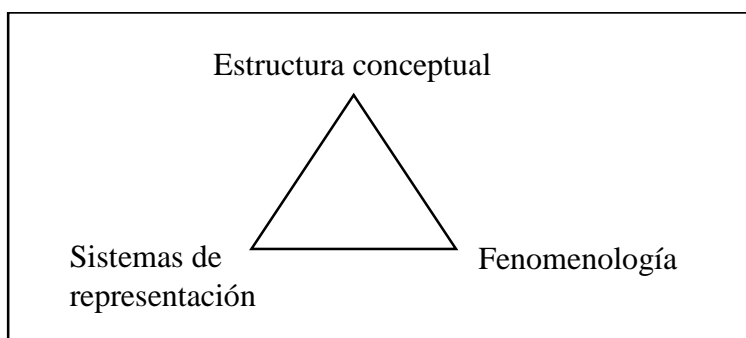 Estructura conceptual
Sistemas de
representación
Fenomenología